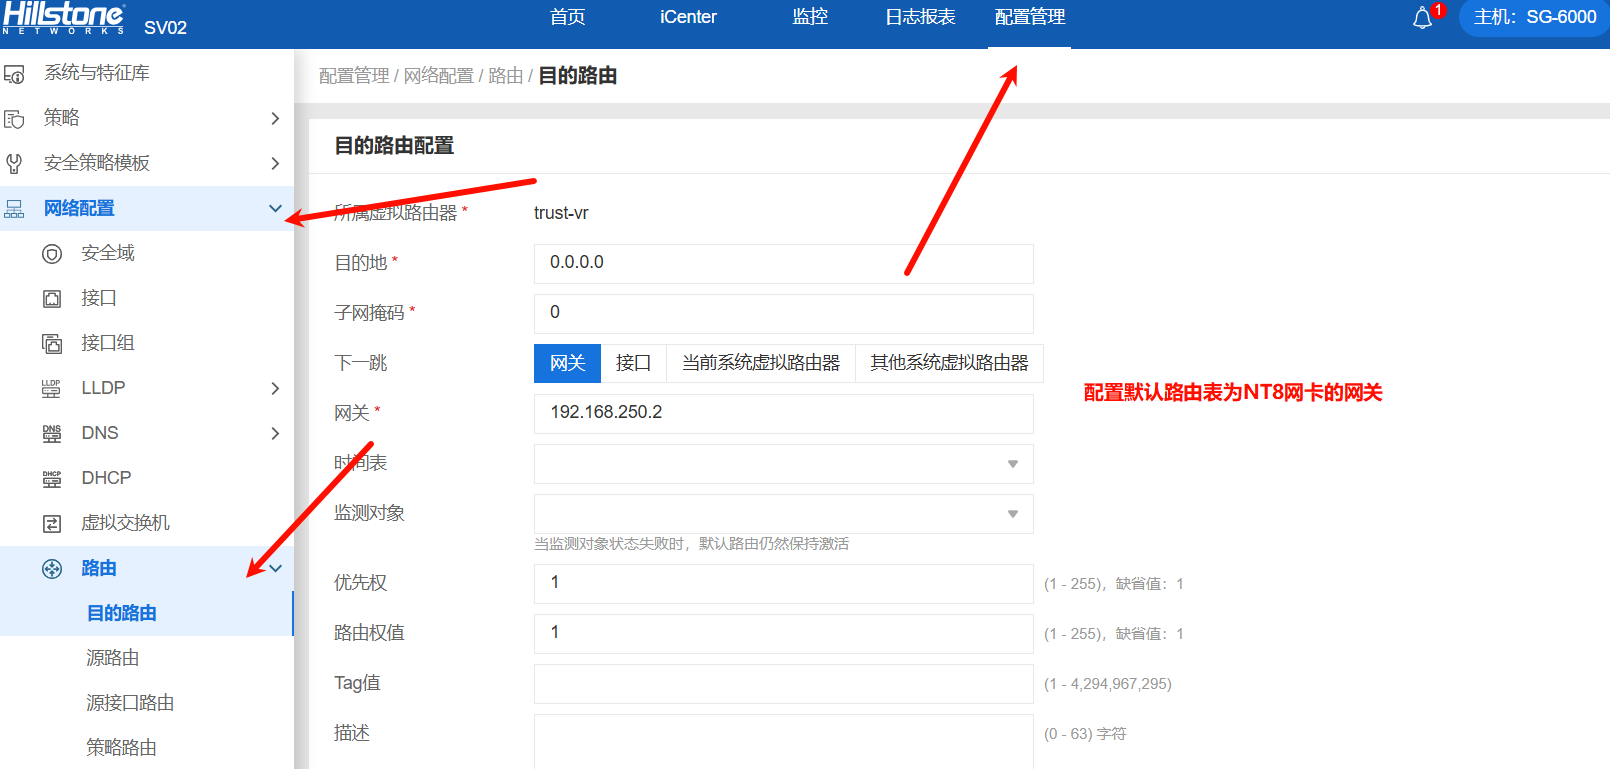 Hillstone
NETWORKS
SV02
首页
iCenter
监控
日志报表
配置管理
1
主机：SG-6000
系统与特征库
策略
安全策略模板
网络配置
安全域
接口
接口组
LLDP
LLDP
DNS
DNS
DHCP
DHCP
虚拟交换机
路由
目的路由
源路由
源接口路由
策略路由
配置管理 / 网络配置 / 路由 / 目的路由
目的路由配置
所属虚拟路由器 *
trust-vr
目的地 *
0.0.0.0
子网掩码 *
0
下一跳
网关
接口
当前系统虚拟路由器
其他系统虚拟路由器
配置默认路由表为NT8网卡的网关
网关 *
192.168.250.2
时间表
监测对象
当监测对象状态失败时，默认路由仍然保持激活
优先权
1
(1 - 255)，缺省值：1
路由权值
1
(1 - 255)，缺省值：1
Tag值
(1 - 4,294,967,295)
描述
(0 - 63) 字符